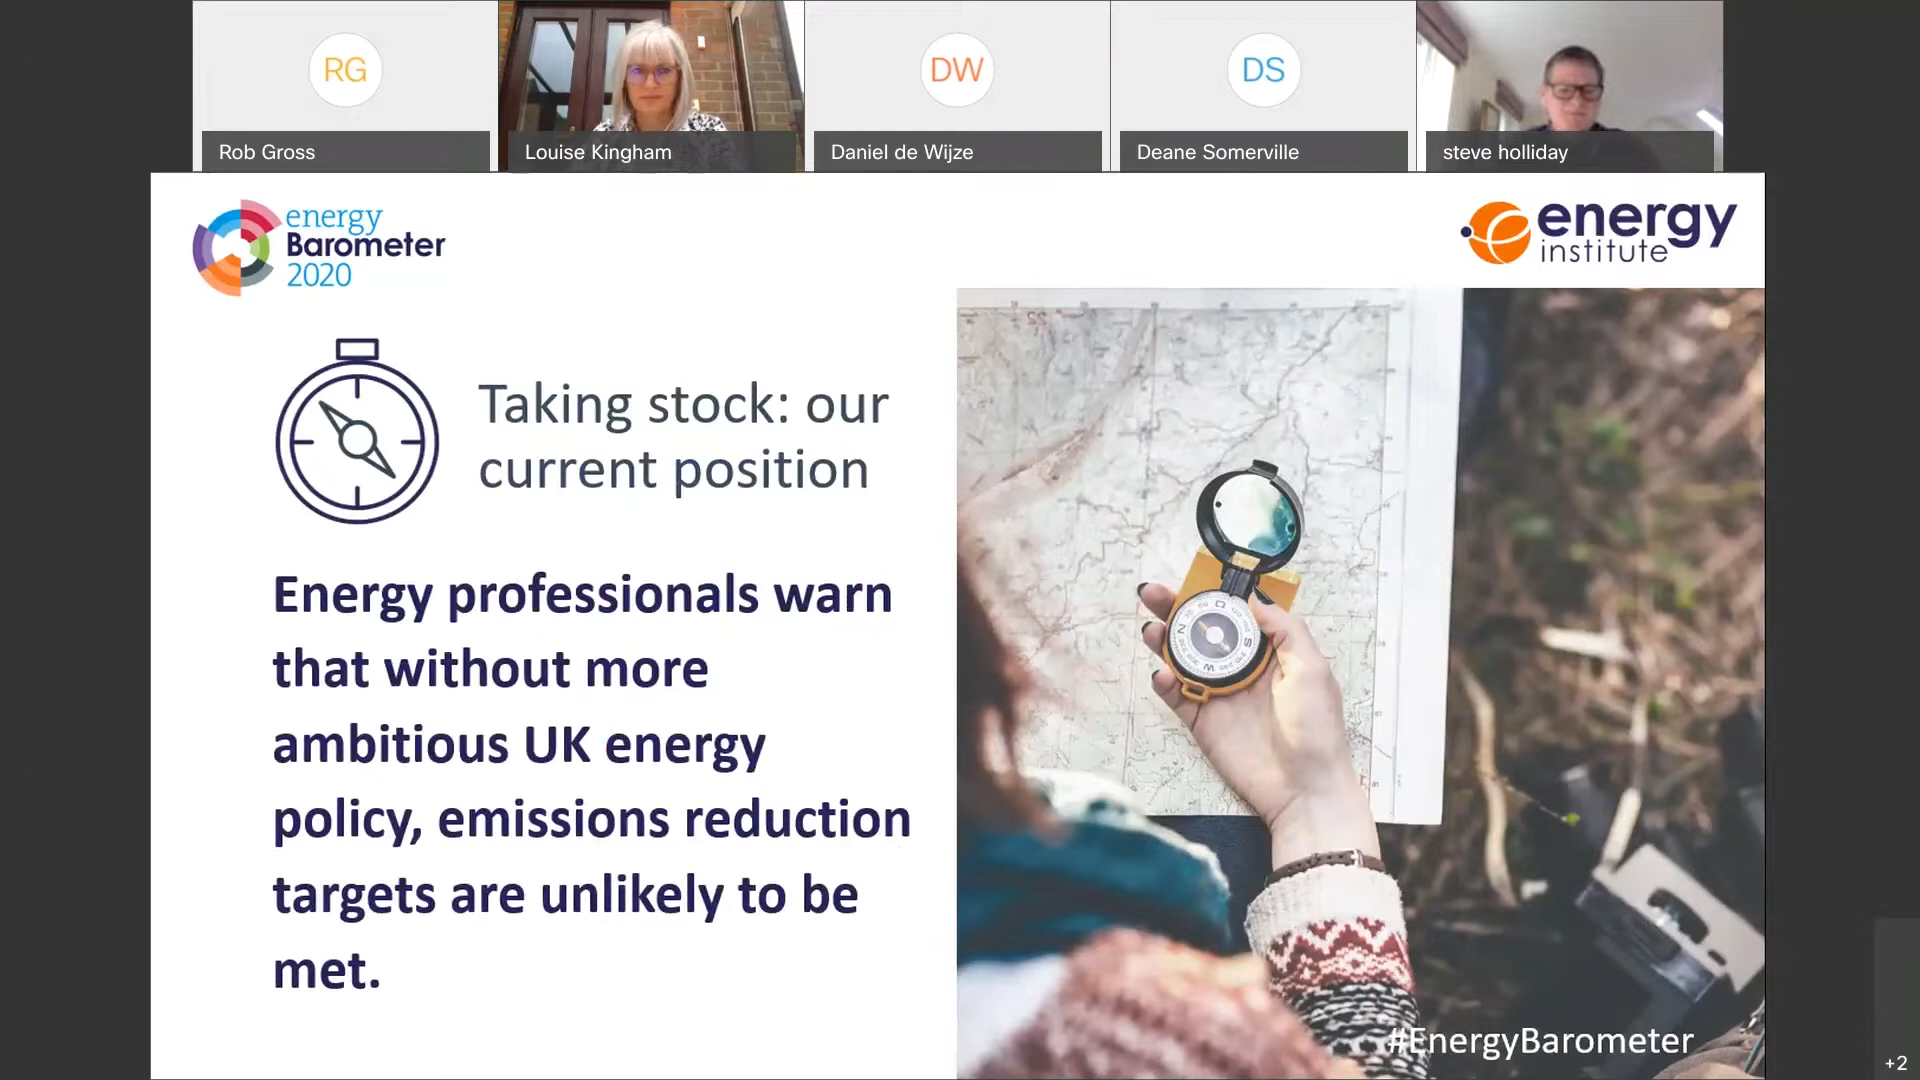 RG
Rob Gross
Louise Kingham
DW
Daniel de Wijze
DS
Deane Somerville
steve holliday
energy
Barometer
2020
energy
institute
Taking stock: our
current position
Energy professionals warn
that without more
ambitious UK energy
policy, emissions reduction
targets are unlikely to be
met.
#EnergyBarometer
+2